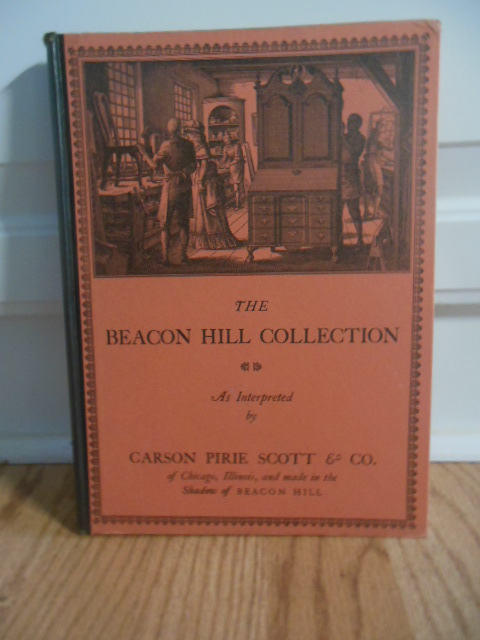 THE
BEACON HILL COLLECTION
As Interpreted
by
CARSON PIRIE SCOTT & CO.
of Chicago, Illinois, and made in the
Shadow of BEACON HILL